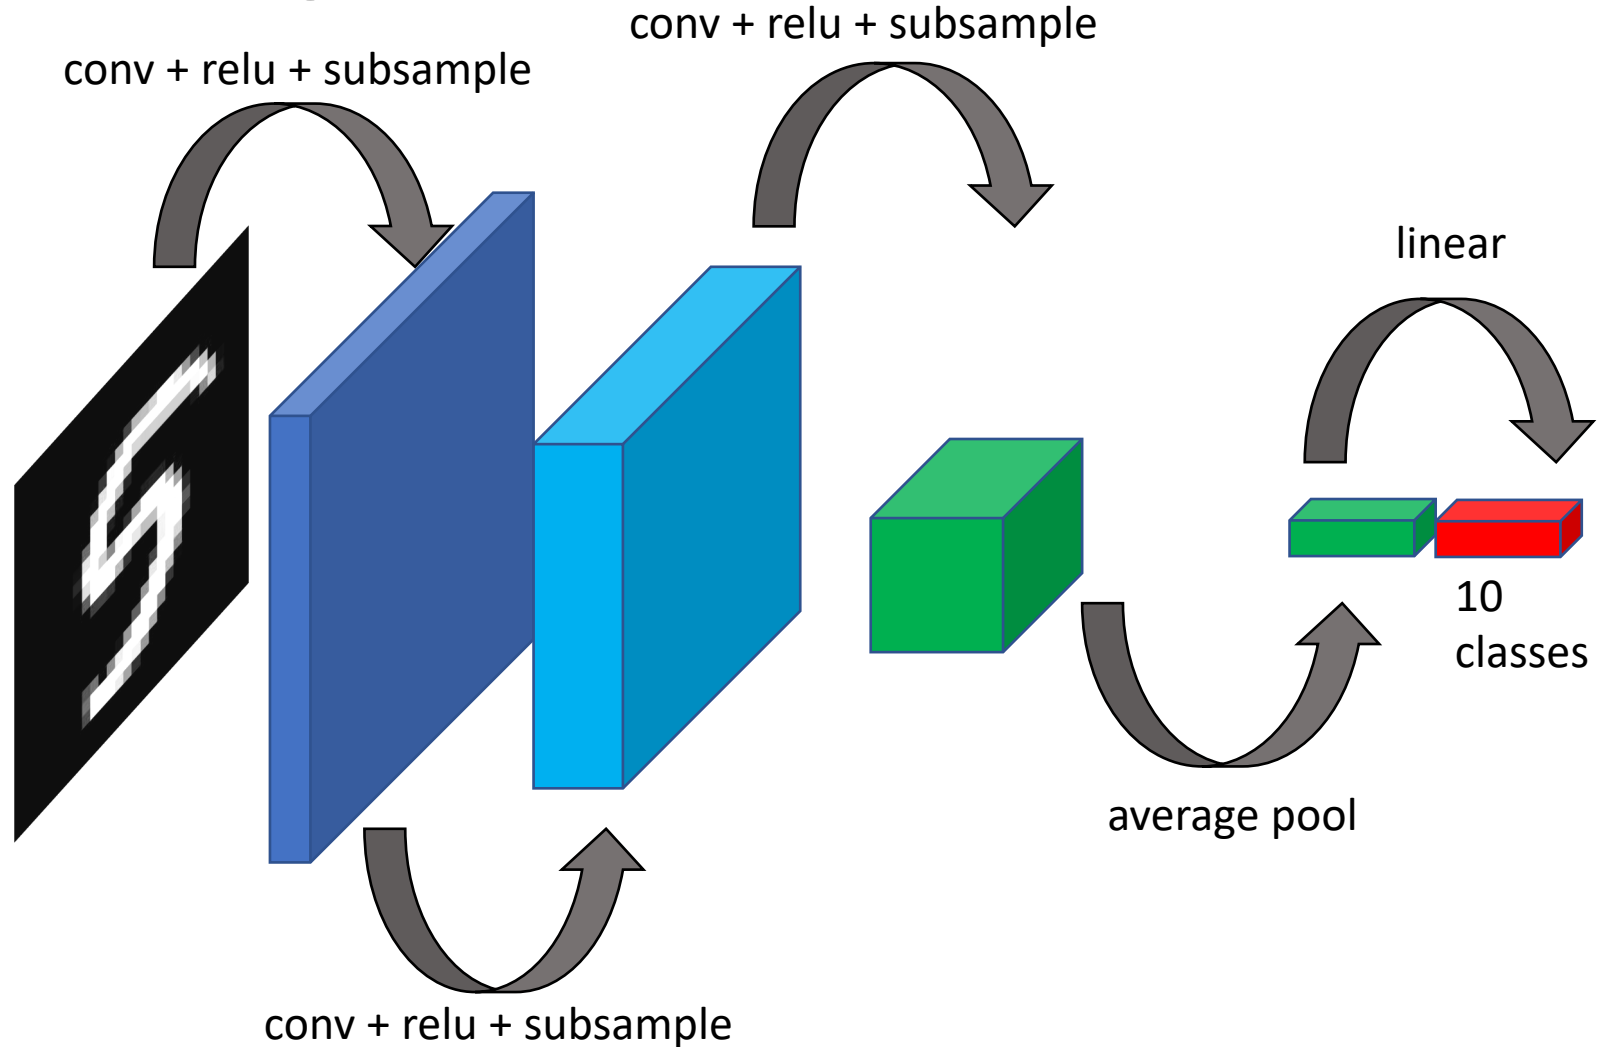 conv + relu + subsample
conv + relu + subsample
linear
10
classes
average pool
conv + relu + subsample